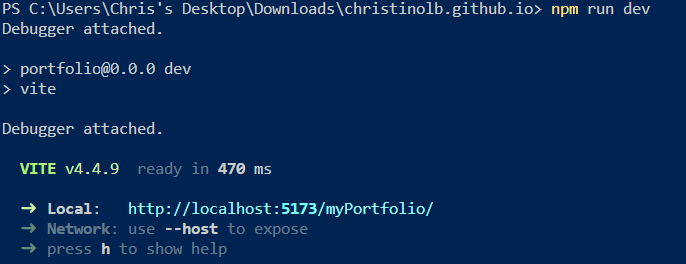 PS C:\Users\Chris's Desktop\Downloads\christinolb.github.io> npm run dev
Debugger attached.
> portfolio@0.0.0 dev
> vite
Debugger attached.
VITE v4.4.9 ready in 470 ms
➜ Local: http://localhost:5173/myPortfolio/
➜ Network: use --host to expose
➜ press h to show help